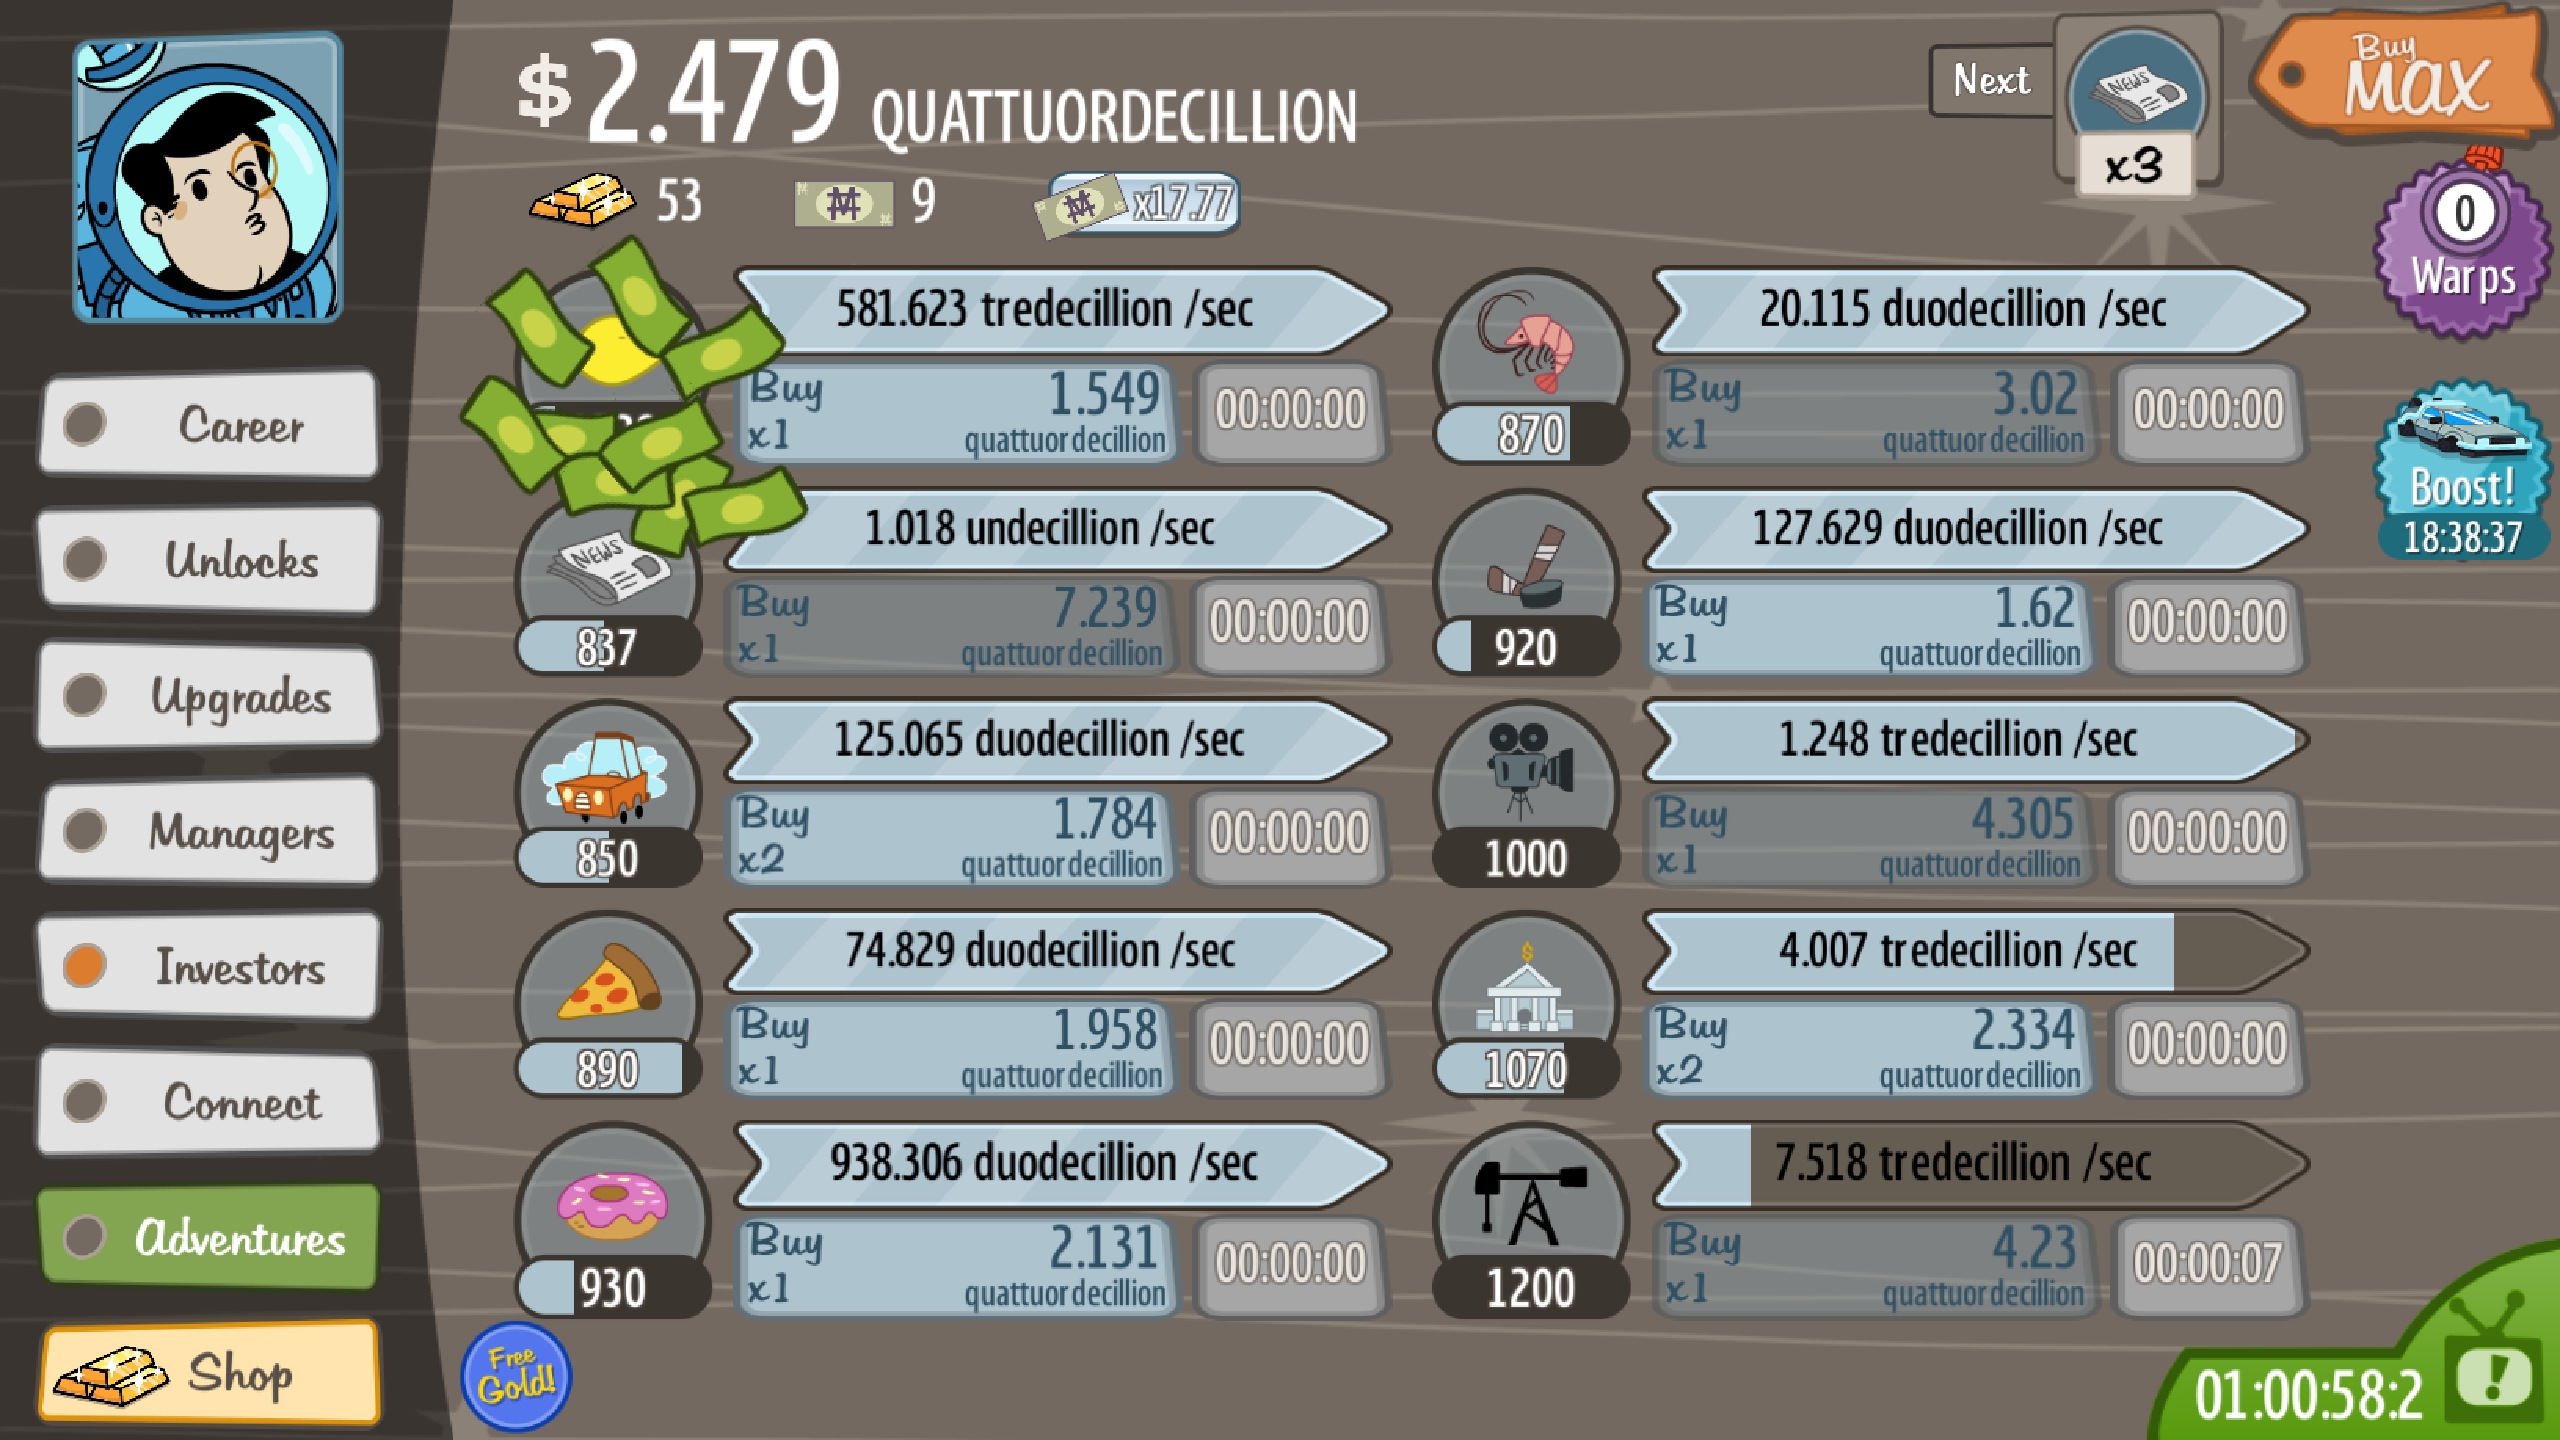 $2.479 QUATTUORDECILLION
Next
x3
Buy
MAX
53
9
x17.77
0
Warps
Boost!
18:38:37
Career
Unlocks
Upgrades
Managers
Investors
Connect
Adventures
Shop
581.623 tredecillion /sec
Buy 1.549
x1 quattuordecillion
00:00:00
20.115 duodecillion /sec
870
Buy 3.02
x1 quattuordecillion
00:00:00
NEWS
837
1.018 undecillion /sec
Buy 7.239
x1 quattuordecillion
00:00:00
920
127.629 duodecillion /sec
Buy 1.62
x1 quattuordecillion
00:00:00
850
125.065 duodecillion /sec
Buy 1.784
x2 quattuordecillion
00:00:00
1000
1.248 tredecillion /sec
Buy 4.305
x1 quattuordecillion
00:00:00
890
74.829 duodecillion /sec
Buy 1.958
x1 quattuordecillion
00:00:00
1070
4.007 tredecillion /sec
Buy 2.334
x2 quattuordecillion
00:00:00
930
938.306 duodecillion /sec
Buy 2.131
x1 quattuordecillion
00:00:00
1200
7.518 tredecillion /sec
Buy 4.23
x1 quattuordecillion
00:00:07
Free
Gold!
01:00:58:2